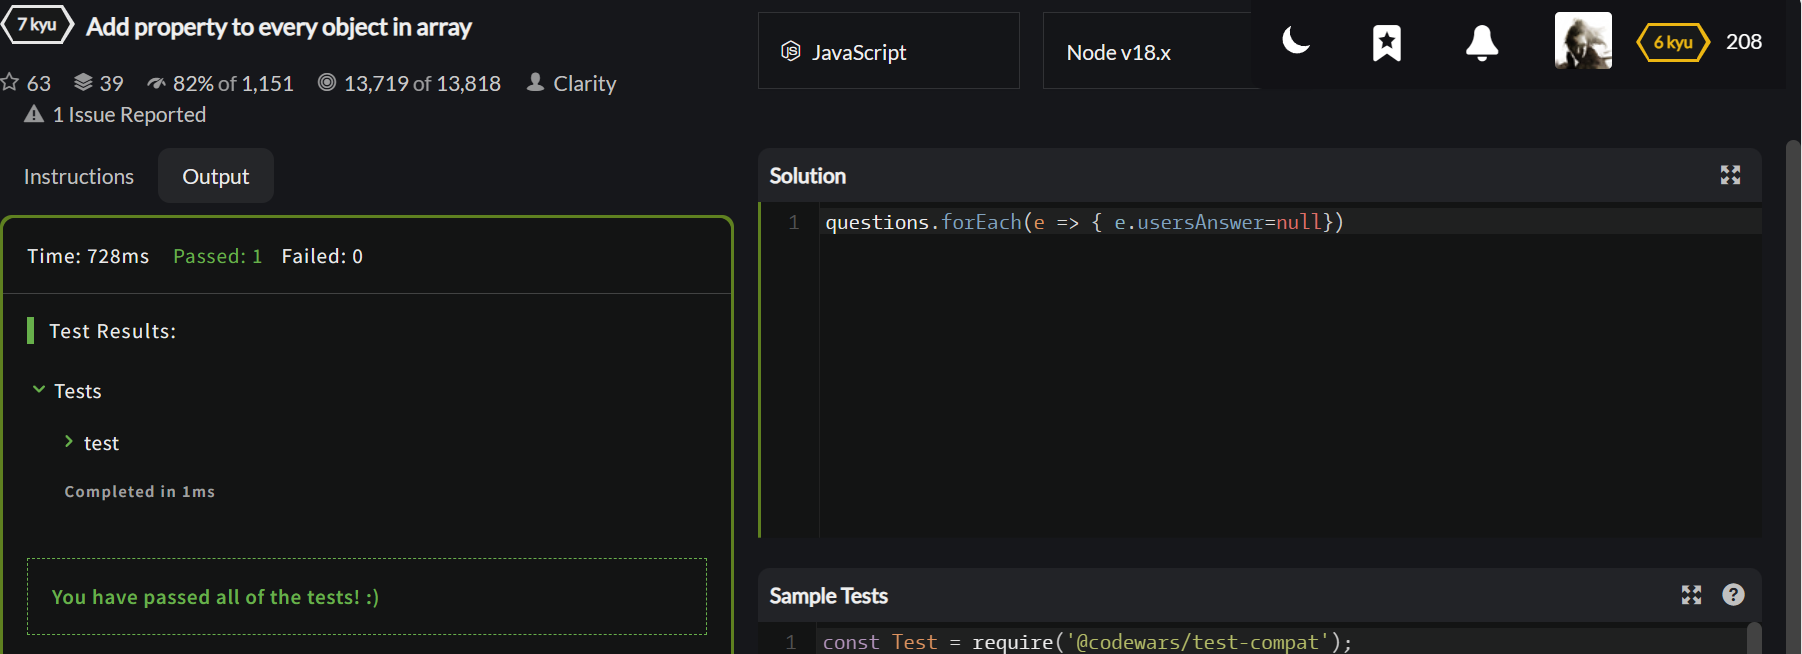 7 kyu Add property to every object in array
63 39 82% of 1,151 13,719 of 13,818 Clarity
1 Issue Reported
JavaScript
Node v18.x
6 kyu 208
Instructions Output
Time: 728ms Passed: 1 Failed: 0
Test Results:
Tests
test
Completed in 1ms
You have passed all of the tests! :)
Solution
1 questions.forEach(e => { e.usersAnswer=null})
Sample Tests
?
1 const Test = require('@codewars/test-compat');